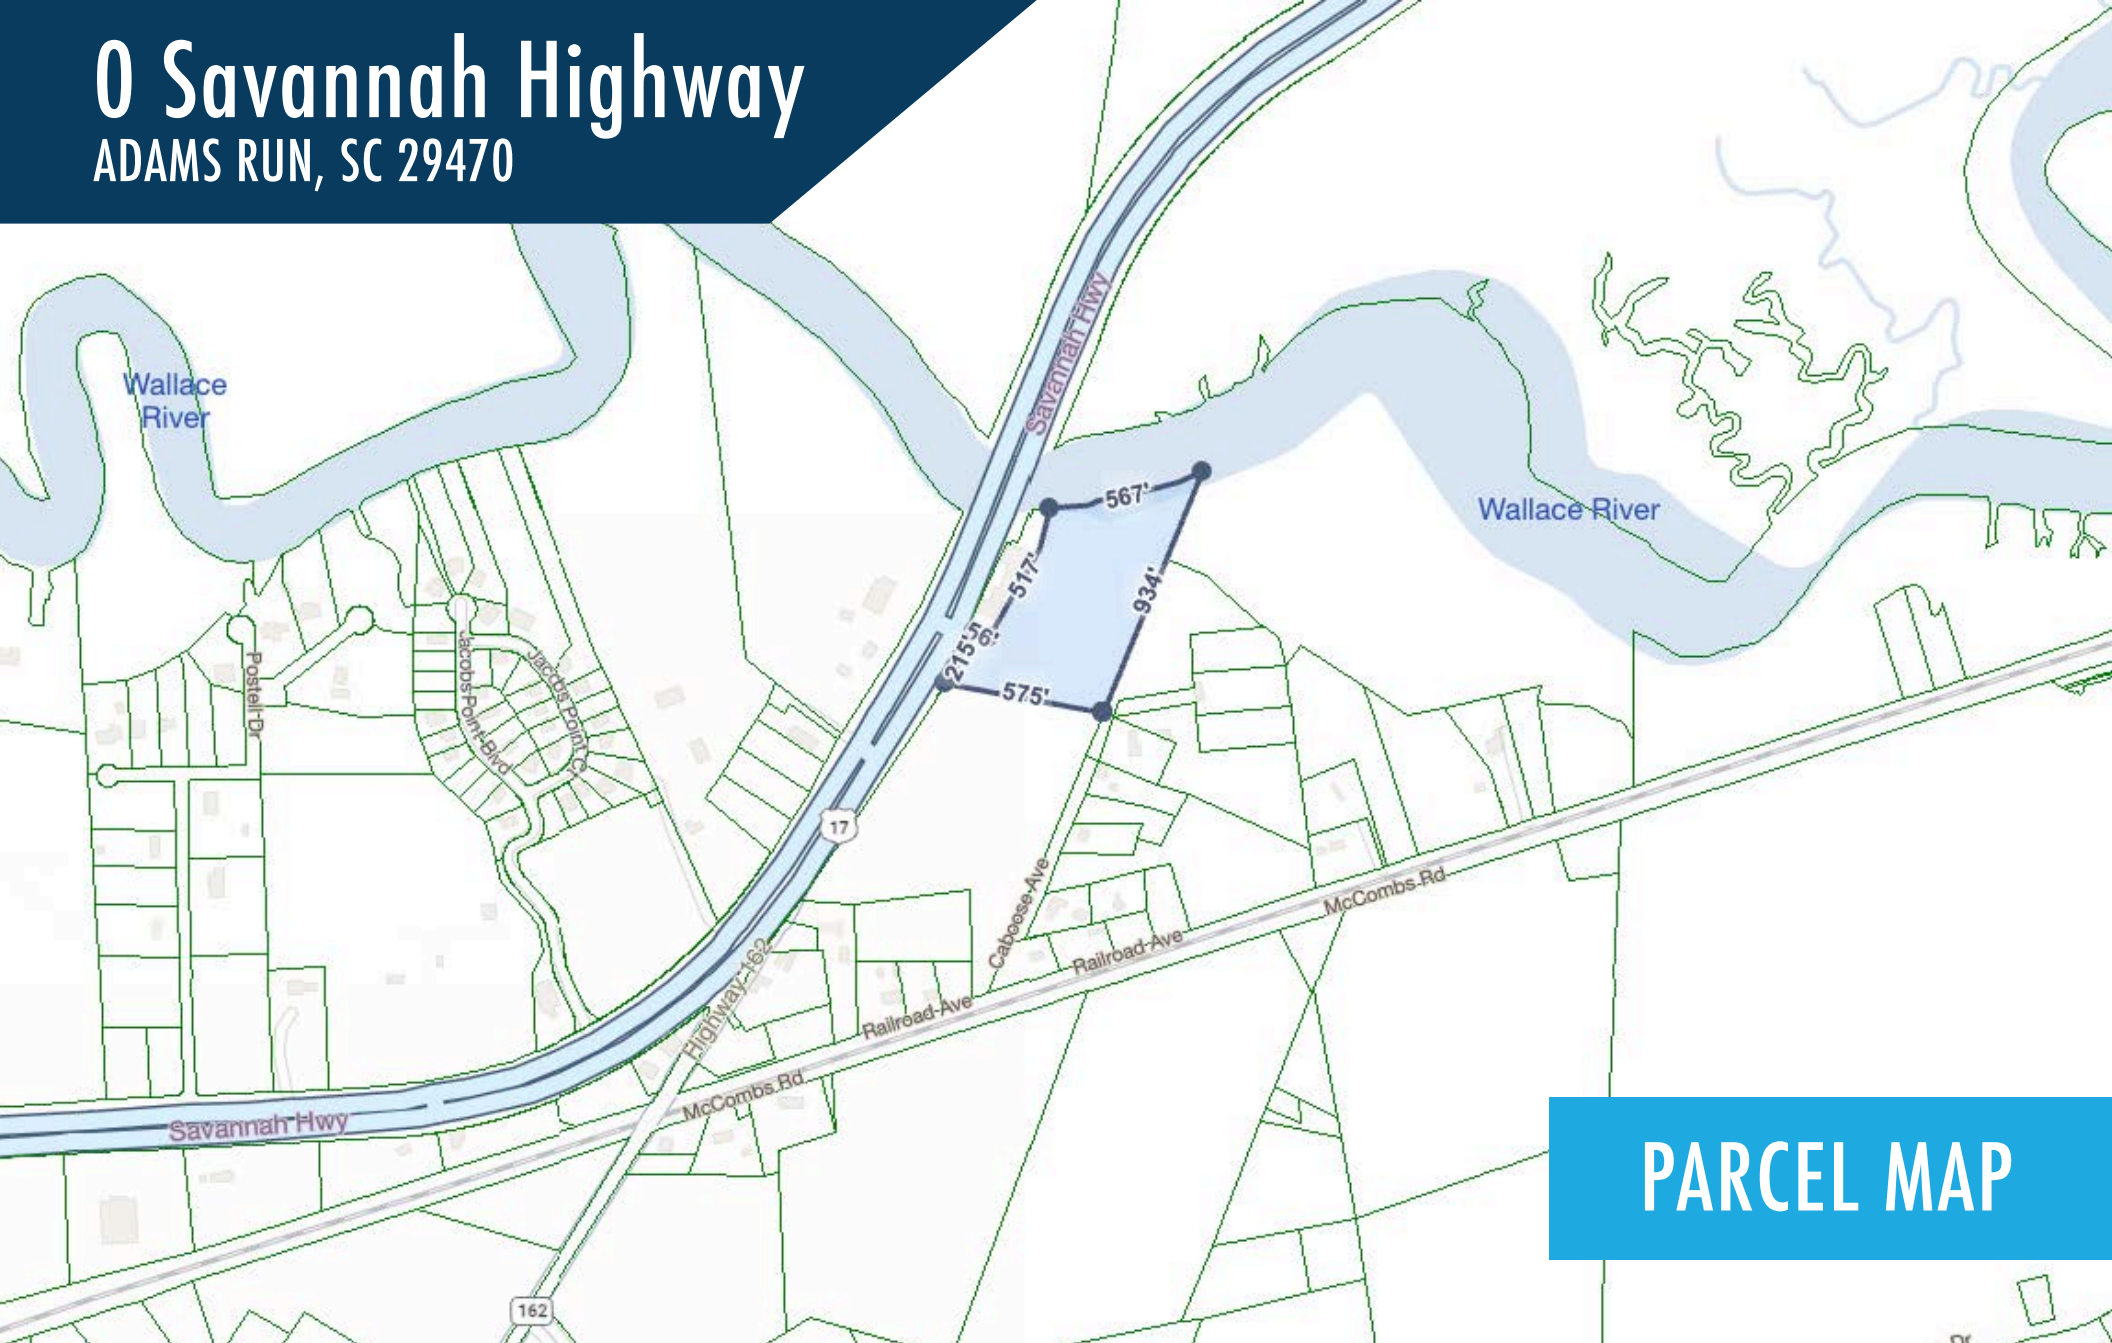 0 Savannah Highway
ADAMS RUN, SC 29470
Savannah Hwy
Wallace
River
567'
Wallace River
517'
934'
56'
215'
575'
Postell Dr
Jacobs Point Blvd
Jacobs Point Ct
17
Caboose Ave
McCombs Rd
Railroad Ave
Highway 162
Railroad Ave
McCombs Rd
Savannah Hwy
PARCEL MAP
162